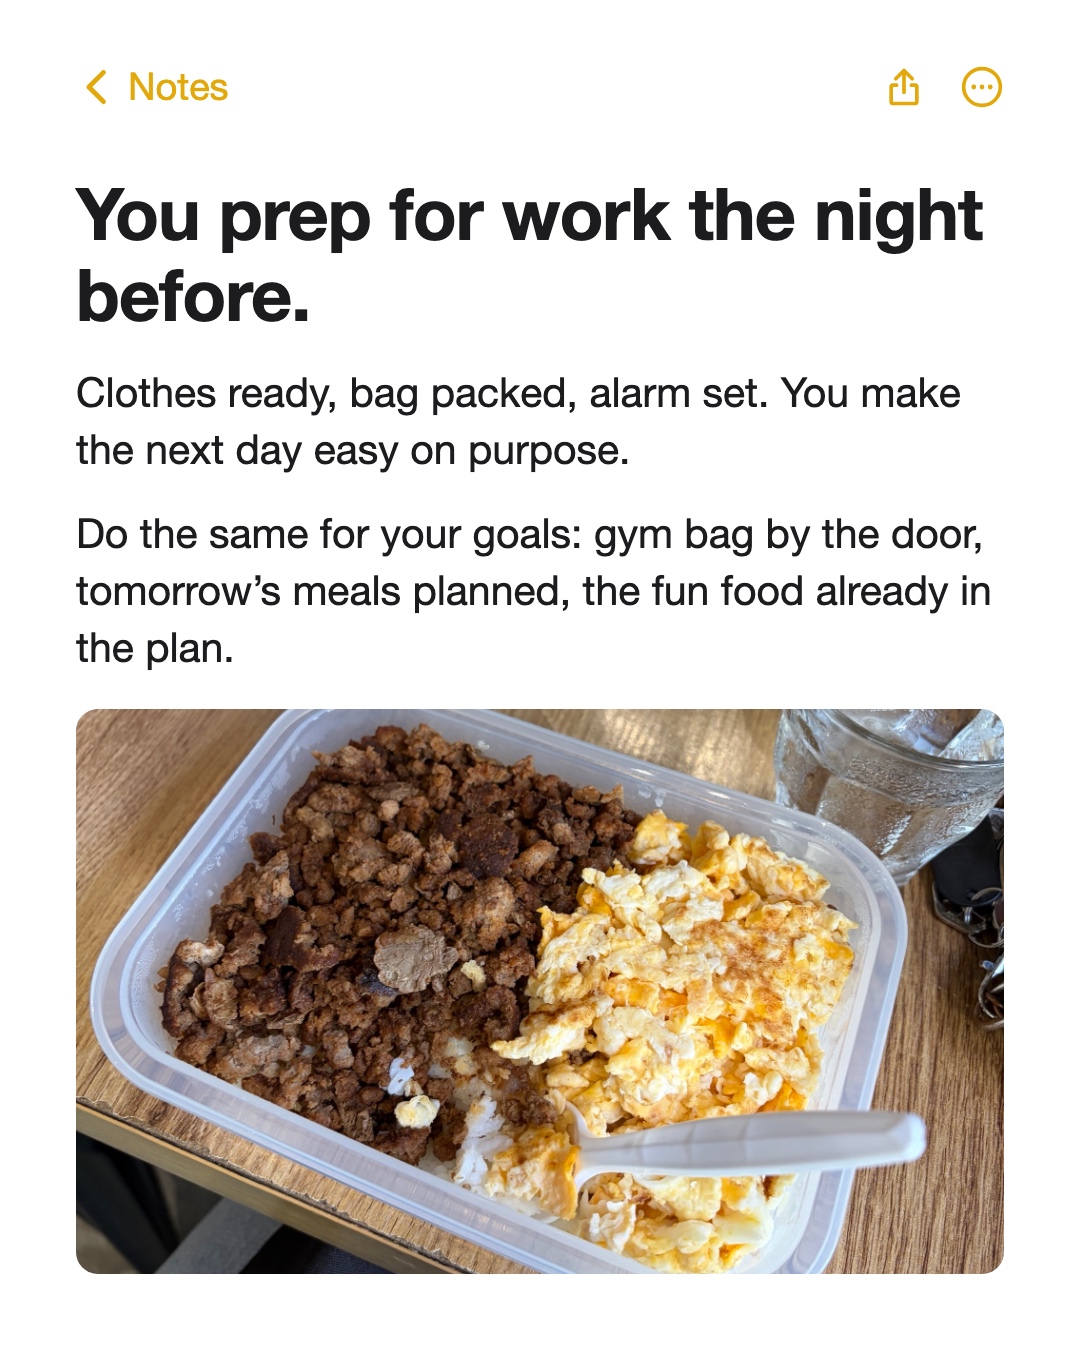 Notes
You prep for work the night
before.
Clothes ready, bag packed, alarm set. You make
the next day easy on purpose.
Do the same for your goals: gym bag by the door,
tomorrow’s meals planned, the fun food already in
the plan.